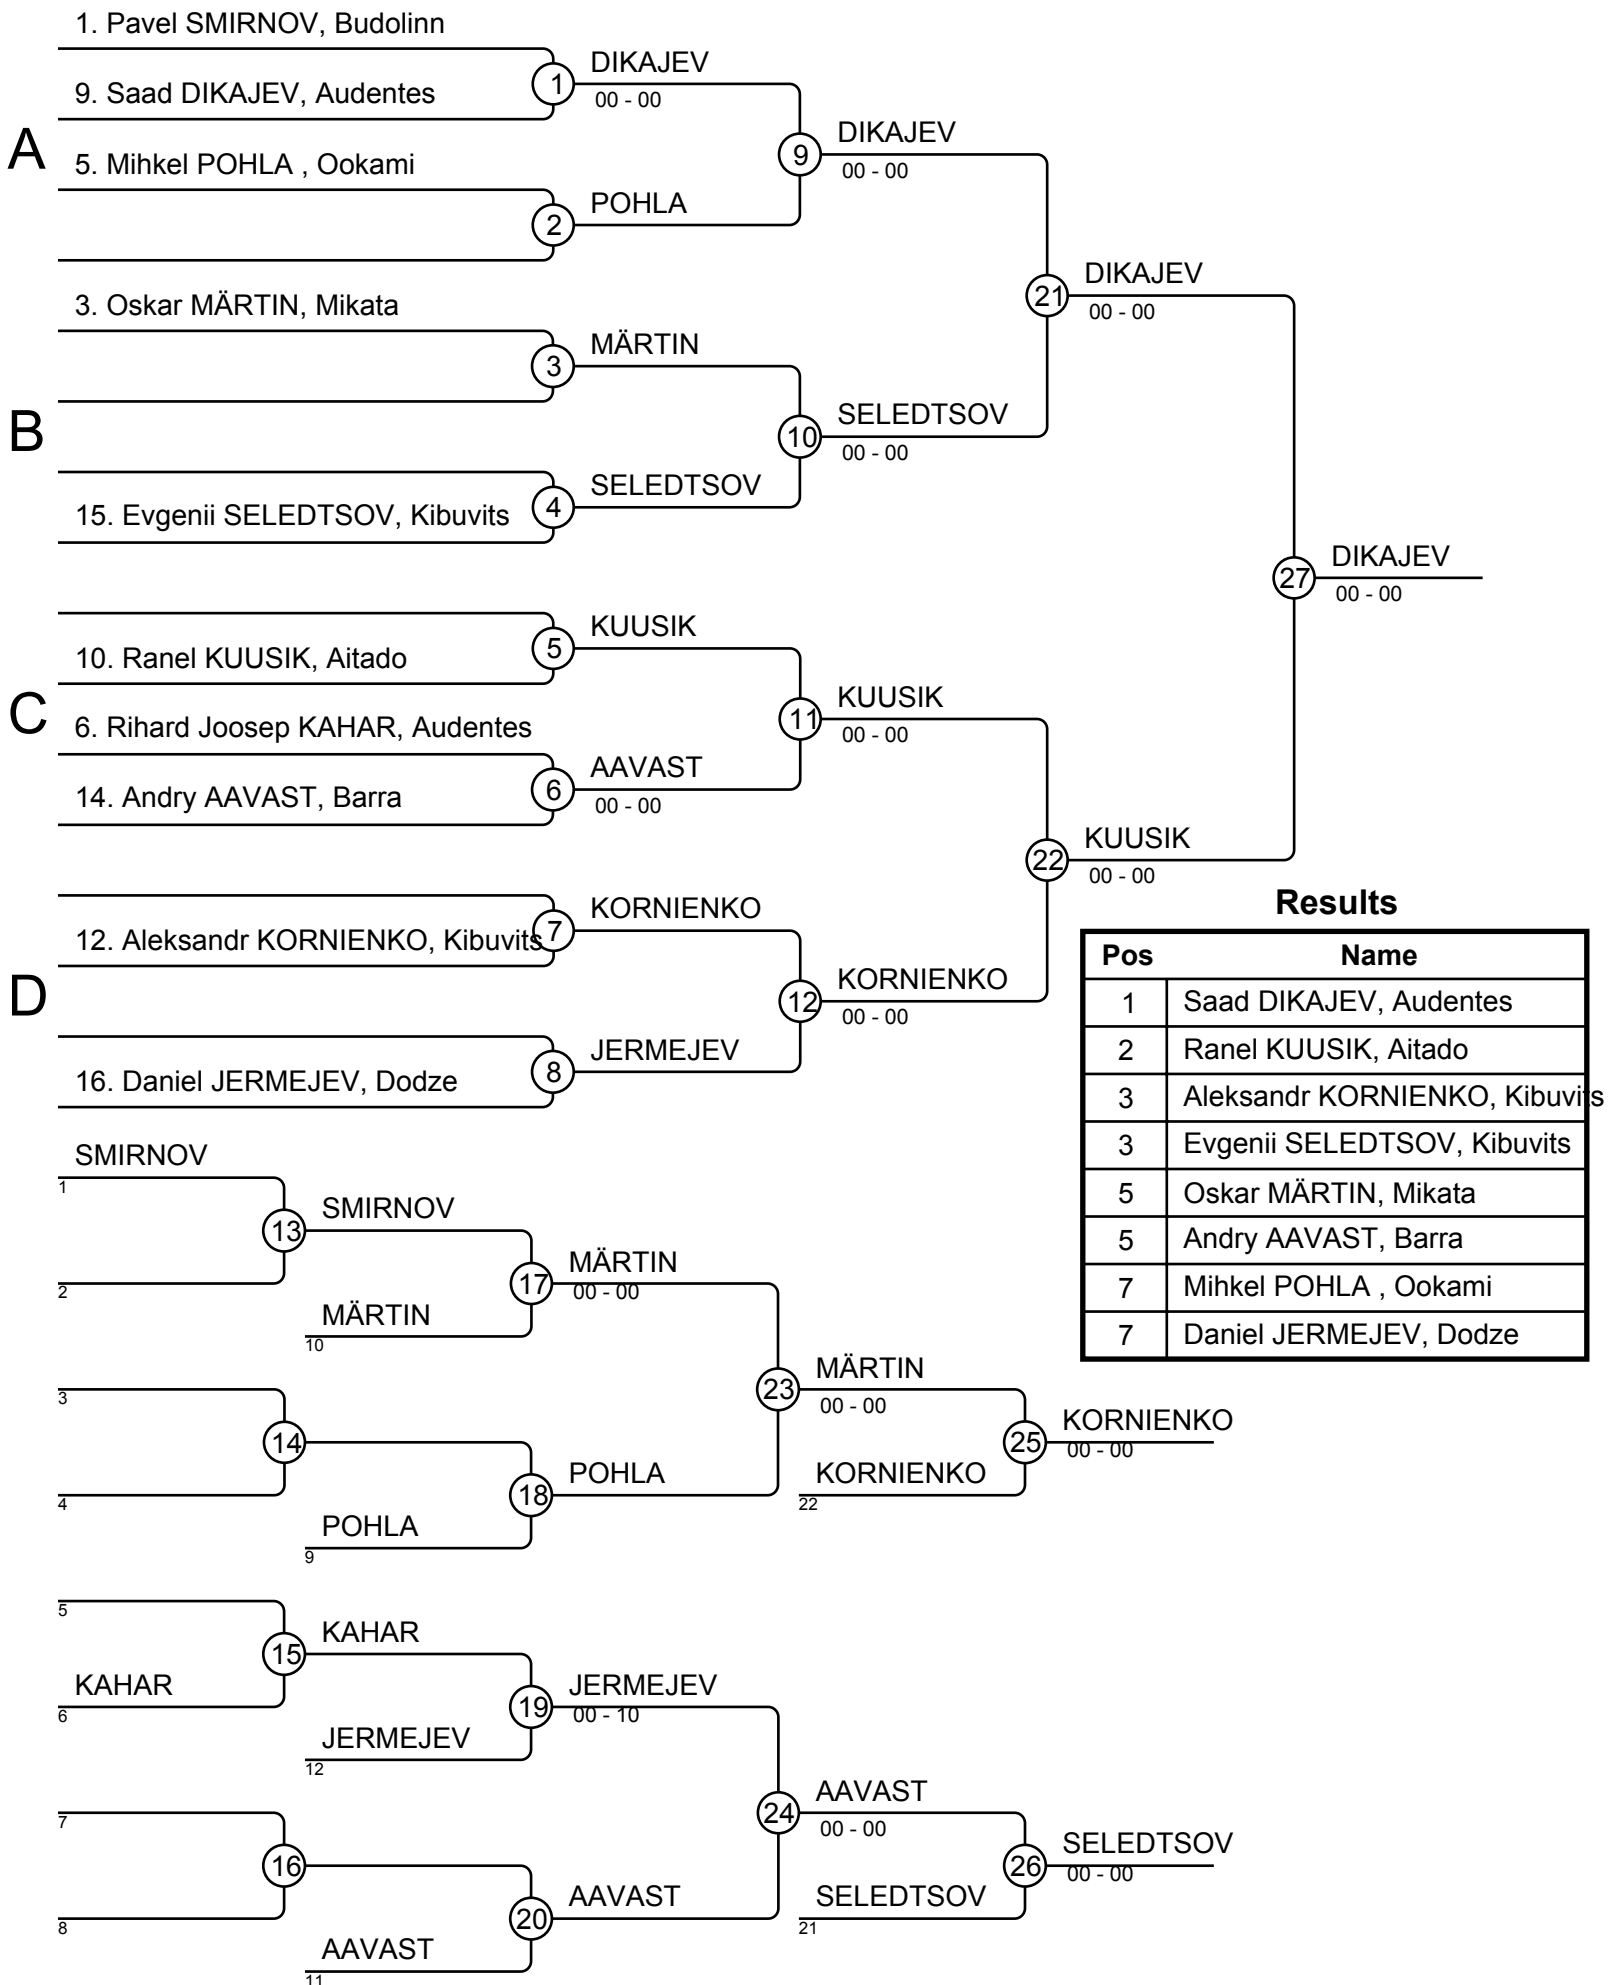 1. Pavel SMIRNOV, Budolinn
9. Saad DIKAJEV, Audentes
1
DIKAJEV
00 - 00
A
5. Mihkel POHLA , Ookami
2
POHLA
9
DIKAJEV
00 - 00
3. Oskar MÄRTIN, Mikata
3
MÄRTIN
B
15. Evgenii SELEDTSOV, Kibuvits
4
SELEDTSOV
10
SELEDTSOV
00 - 00
21
DIKAJEV
00 - 00
10. Ranel KUUSIK, Aitado
5
KUUSIK
C
6. Rihard Joosep KAHAR, Audentes
14. Andry AAVAST, Barra
6
AAVAST
00 - 00
11
KUUSIK
00 - 00
12. Aleksandr KORNIENKO, Kibuvits
7
KORNIENKO
D
16. Daniel JERMEJEV, Dodze
8
JERMEJEV
12
KORNIENKO
00 - 00
22
KUUSIK
00 - 00
27
DIKAJEV
00 - 00
Results
Pos Name
1 Saad DIKAJEV, Audentes
2 Ranel KUUSIK, Aitado
3 Aleksandr KORNIENKO, Kibuvits
3 Evgenii SELEDTSOV, Kibuvits
5 Oskar MÄRTIN, Mikata
5 Andry AAVAST, Barra
7 Mihkel POHLA , Ookami
7 Daniel JERMEJEV, Dodze
SMIRNOV
1
2
13
SMIRNOV
MÄRTIN
10
17
MÄRTIN
00 - 00
3
4
14
POHLA
9
18
POHLA
23
MÄRTIN
00 - 00
KORNIENKO
22
25
KORNIENKO
00 - 00
5
KAHAR
6
15
KAHAR
JERMEJEV
12
19
JERMEJEV
00 - 10
7
8
16
AAVAST
11
20
AAVAST
24
AAVAST
00 - 00
SELEDTSOV
21
26
SELEDTSOV
00 - 00